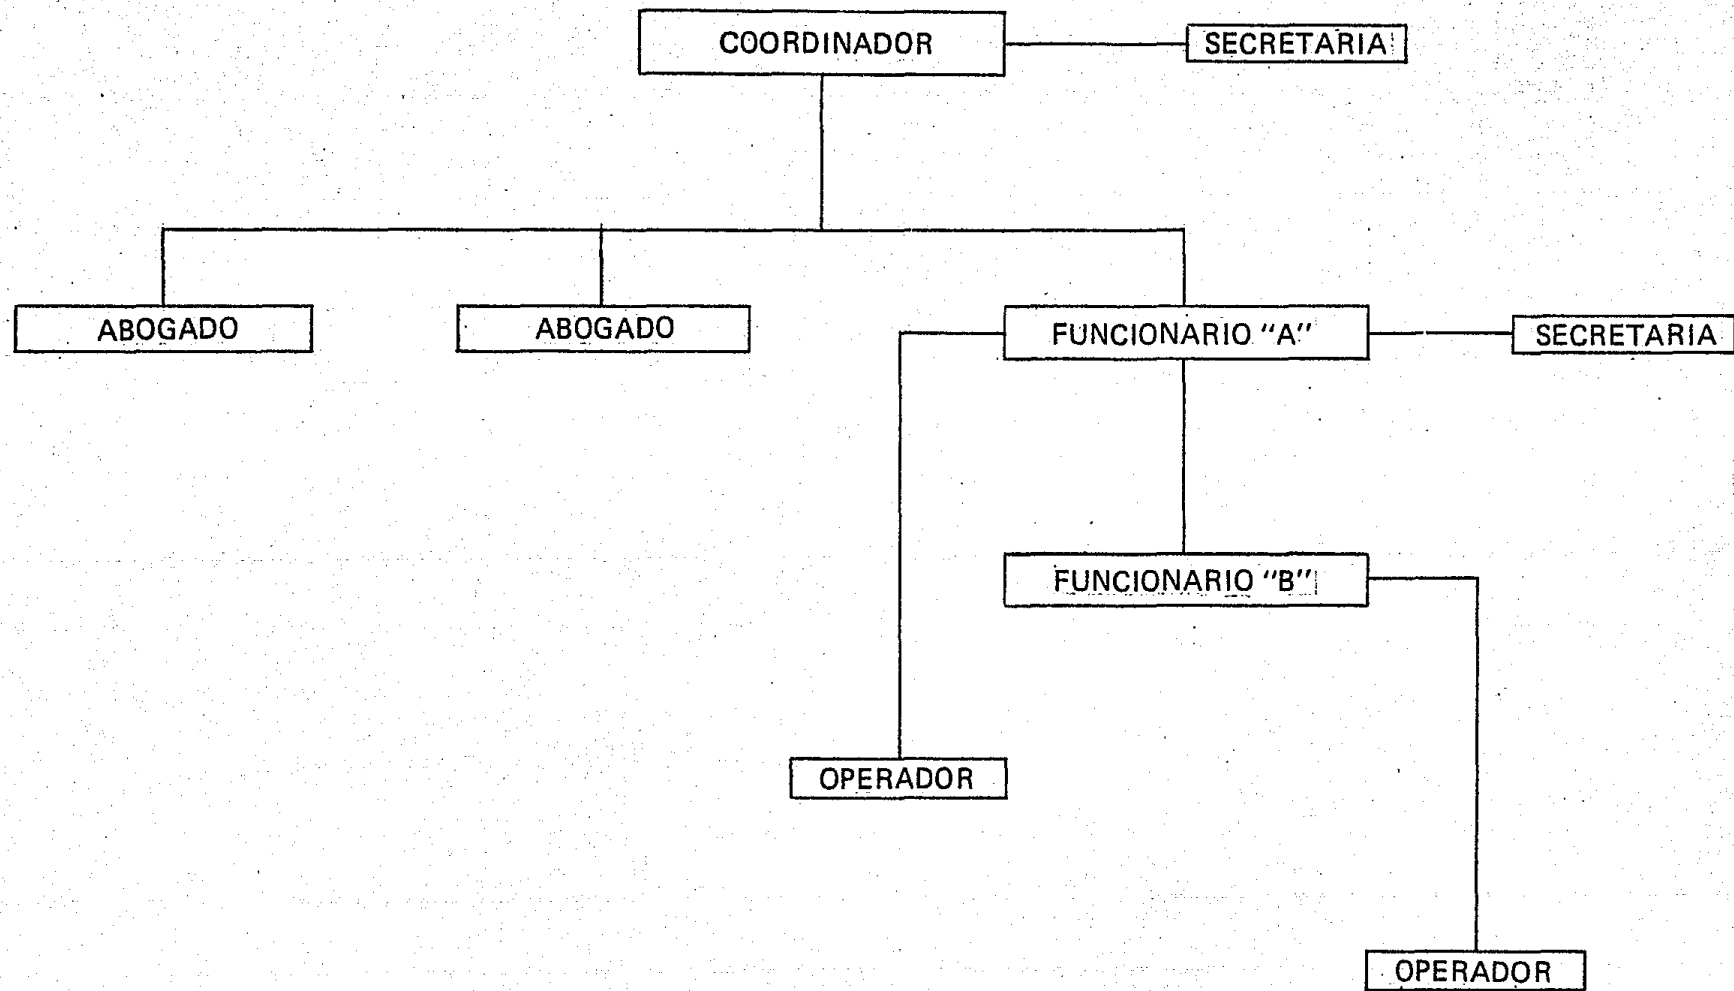 COORDINADOR
SECRETARIA
ABOGADO
ABOGADO
FUNCIONARIO "A"
SECRETARIA
FUNCIONARIO "B"
OPERADOR
OPERADOR